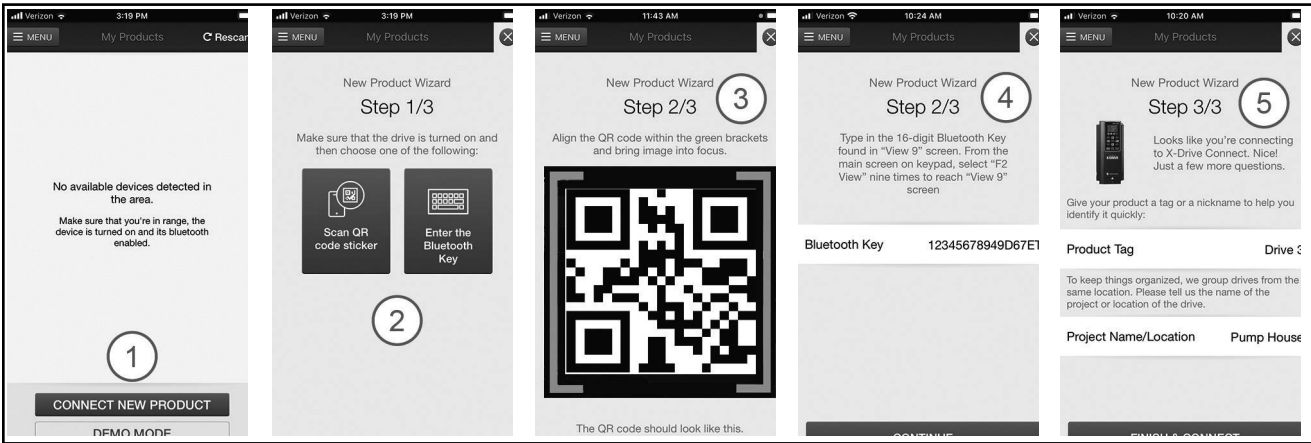 Verizon 3:19 PM
MENU My Products Rescan
No available devices detected in
the area.
Make sure that you're in range, the
device is turned on and its bluetooth
enabled.
1
CONNECT NEW PRODUCT
DEMO MODE
Verizon 3:19 PM
MENU My Products
New Product Wizard
Step 1/3
Make sure that the drive is turned on and
then choose one of the following:
Scan QR
code sticker
Enter the
Bluetooth
Key
2
Verizon 11:43 AM
MENU My Products
New Product Wizard
Step 2/3
3
Align the QR code within the green brackets
and bring image into focus.
The QR code should look like this.
Verizon 10:24 AM
MENU My Products
New Product Wizard
Step 2/3
4
Type in the 16-digit Bluetooth Key
found in "View 9" screen. From the
main screen on keypad, select "F2
View" nine times to reach "View 9"
screen
Bluetooth Key 12345678949D67E1
CONTINUE
Verizon 10:20 AM
MENU My Products
New Product Wizard
Step 3/3
5
Looks like you're connecting
to X-Drive Connect. Nice!
Just a few more questions.
Give your product a tag or a nickname to help you
identify it quickly:
Product Tag Drive 3
To keep things organized, we group drives from the
same location. Please tell us the name of the
project or location of the drive.
Project Name/Location Pump House
FINISH & CONNECT